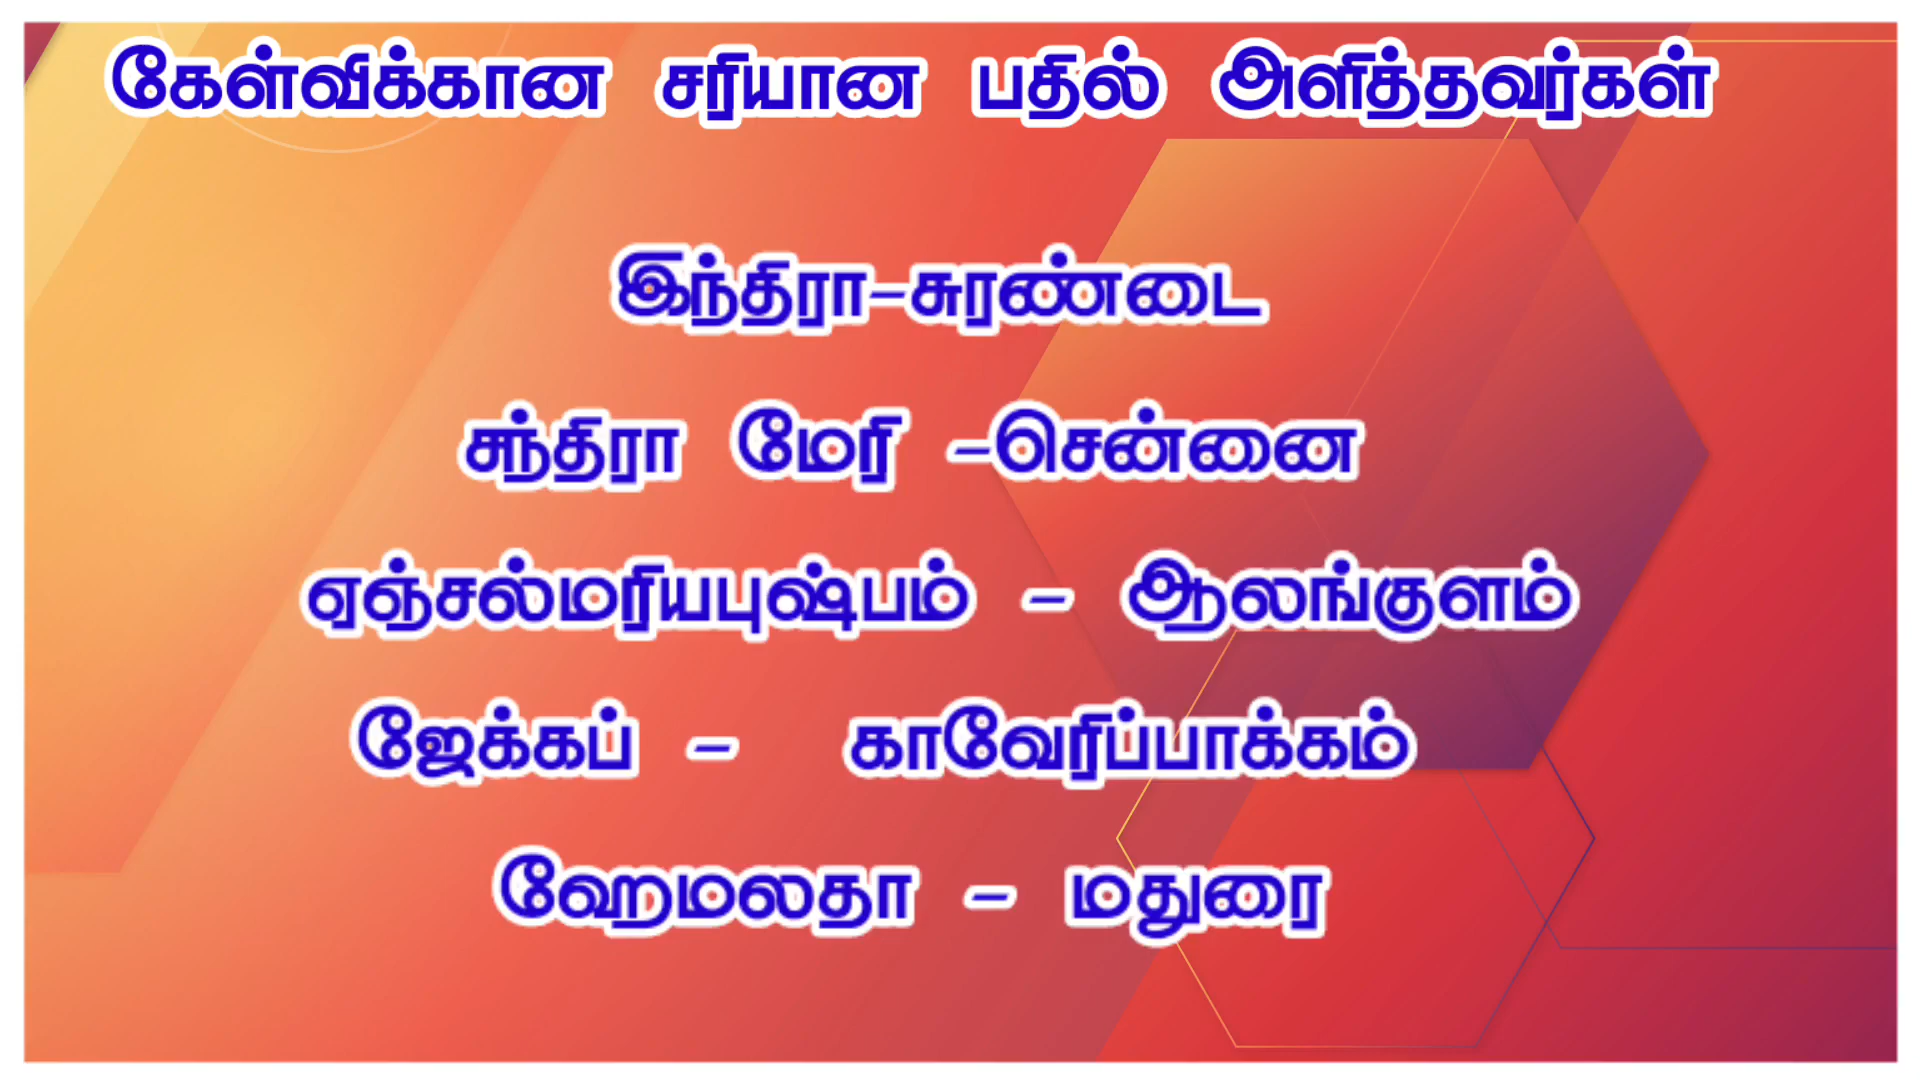 கேள்விக்கான சரியான பதில் அளித்தவர்கள்
இந்திரா-சுரண்டை
சந்திரா மேரி -சென்னை
ஏஞ்சல்மரியபுஷ்பம் - ஆலங்குளம்
ஜேக்கப் - காவேரிப்பாக்கம்
ஹேமலதா - மதுரை